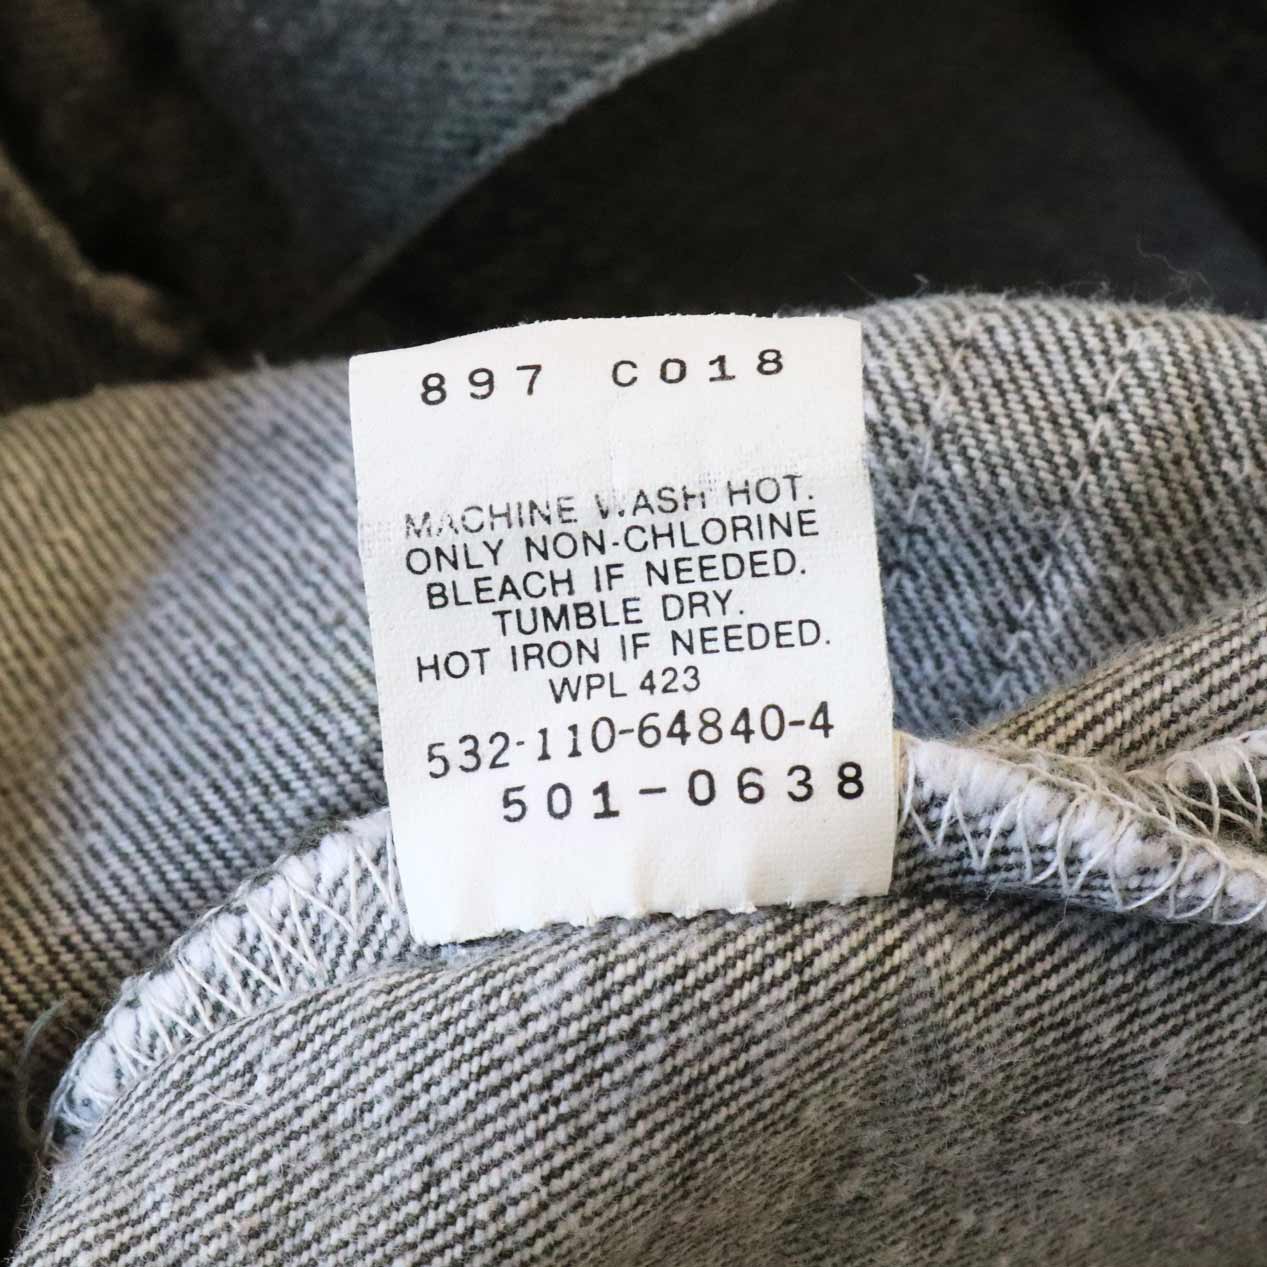 897 C018
MACHINE WASH HOT.
ONLY NON-CHLORINE
BLEACH IF NEEDED.
TUMBLE DRY.
HOT IRON IF NEEDED.
WPL 423
532-110-64840-4
501-0638